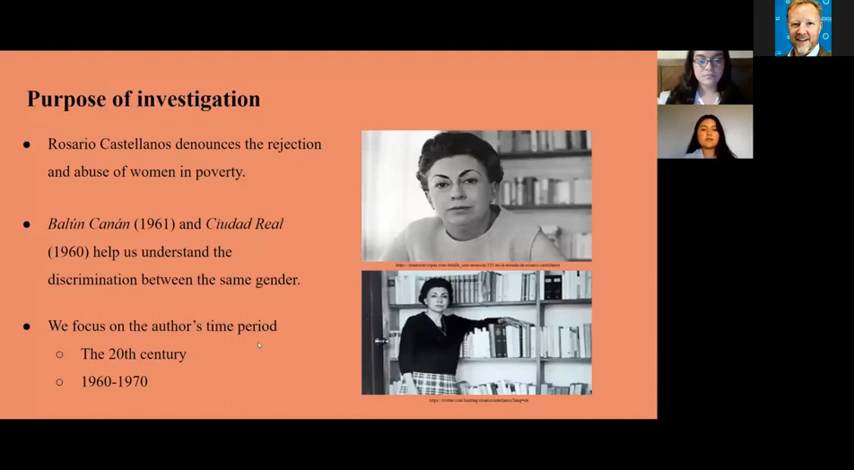 Purpose of investigation
● Rosario Castellanos denounces the rejection
and abuse of women in poverty.
● Balún Canán (1961) and Ciudad Real
(1960) help us understand the
discrimination between the same gender.
● We focus on the author’s time period
○ The 20th century
○ 1960-1970